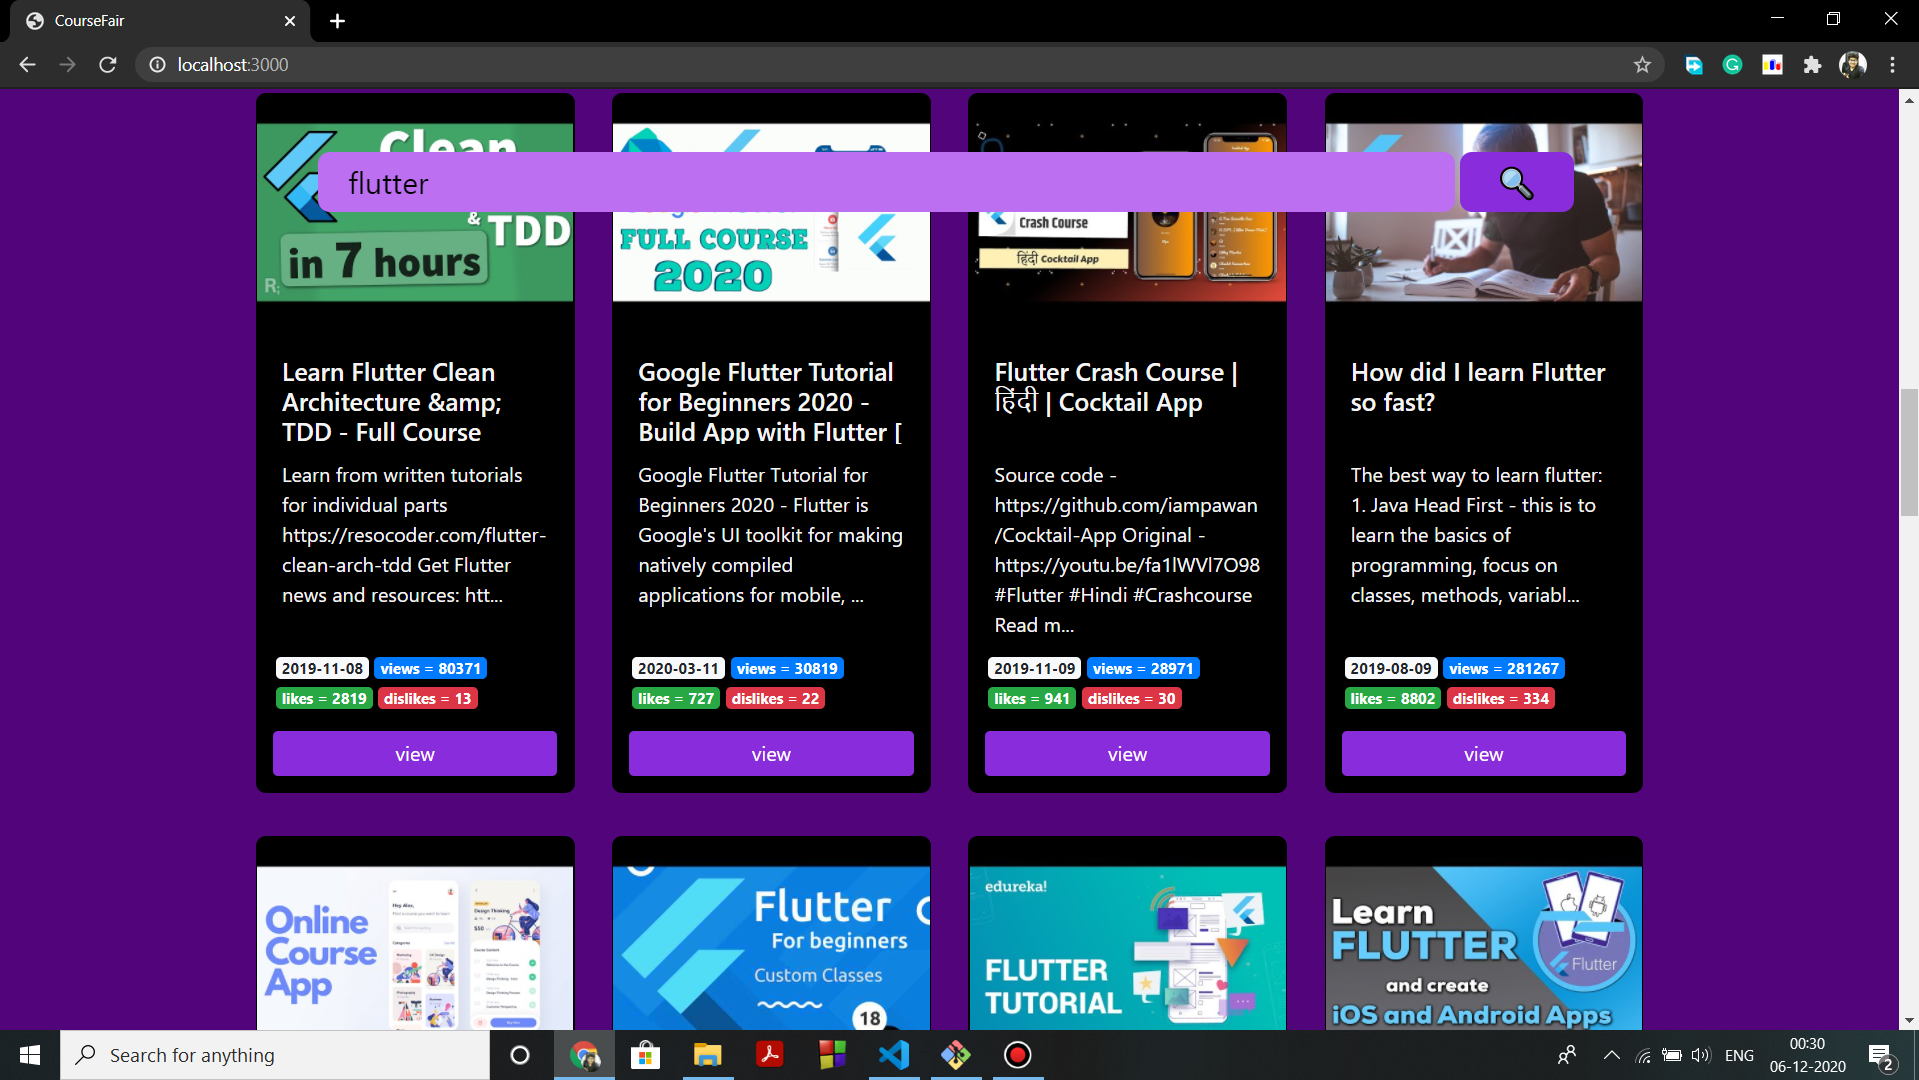 CourseFair
localhost:3000
flutter
Clean
& TDD
in 7 hours
R;
FULL COURSE
2020
Crash Course
हिंदी Cocktail App
Learn Flutter Clean
Architecture &amp;
TDD - Full Course
Learn from written tutorials
for individual parts
https://resocoder.com/flutter-
clean-arch-tdd Get Flutter
news and resources: htt...
2019-11-08 views = 80371
likes = 2819 dislikes = 13
view
Google Flutter Tutorial
for Beginners 2020 -
Build App with Flutter [
Google Flutter Tutorial for
Beginners 2020 - Flutter is
Google's UI toolkit for making
natively compiled
applications for mobile, ...
2020-03-11 views = 30819
likes = 727 dislikes = 22
view
Flutter Crash Course |
हिंदी | Cocktail App
Source code -
https://github.com/iampawan
/Cocktail-App Original -
https://youtu.be/fa1lWVl7O98
#Flutter #Hindi #Crashcourse
Read m...
2019-11-09 views = 28971
likes = 941 dislikes = 30
view
How did I learn Flutter
so fast?
The best way to learn flutter:
1. Java Head First - this is to
learn the basics of
programming, focus on
classes, methods, variabl...
2019-08-09 views = 281267
likes = 8802 dislikes = 334
view
Online
Course
App
Hey Alex,
Design Thinking
$50
Flutter
For beginners
Custom Classes
18
edureka!
FLUTTER
TUTORIAL
Learn
FLUTTER
and create
iOS and Android Apps
Flutter
Search for anything
ENG
00:30
06-12-2020
2